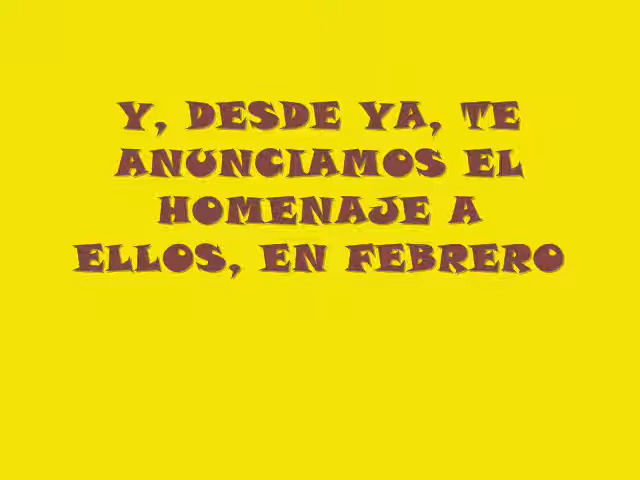 Y, DESDE YA, TE
ANUNCIAMOS EL
HOMENAJE A
ELLOS, EN FEBRERO